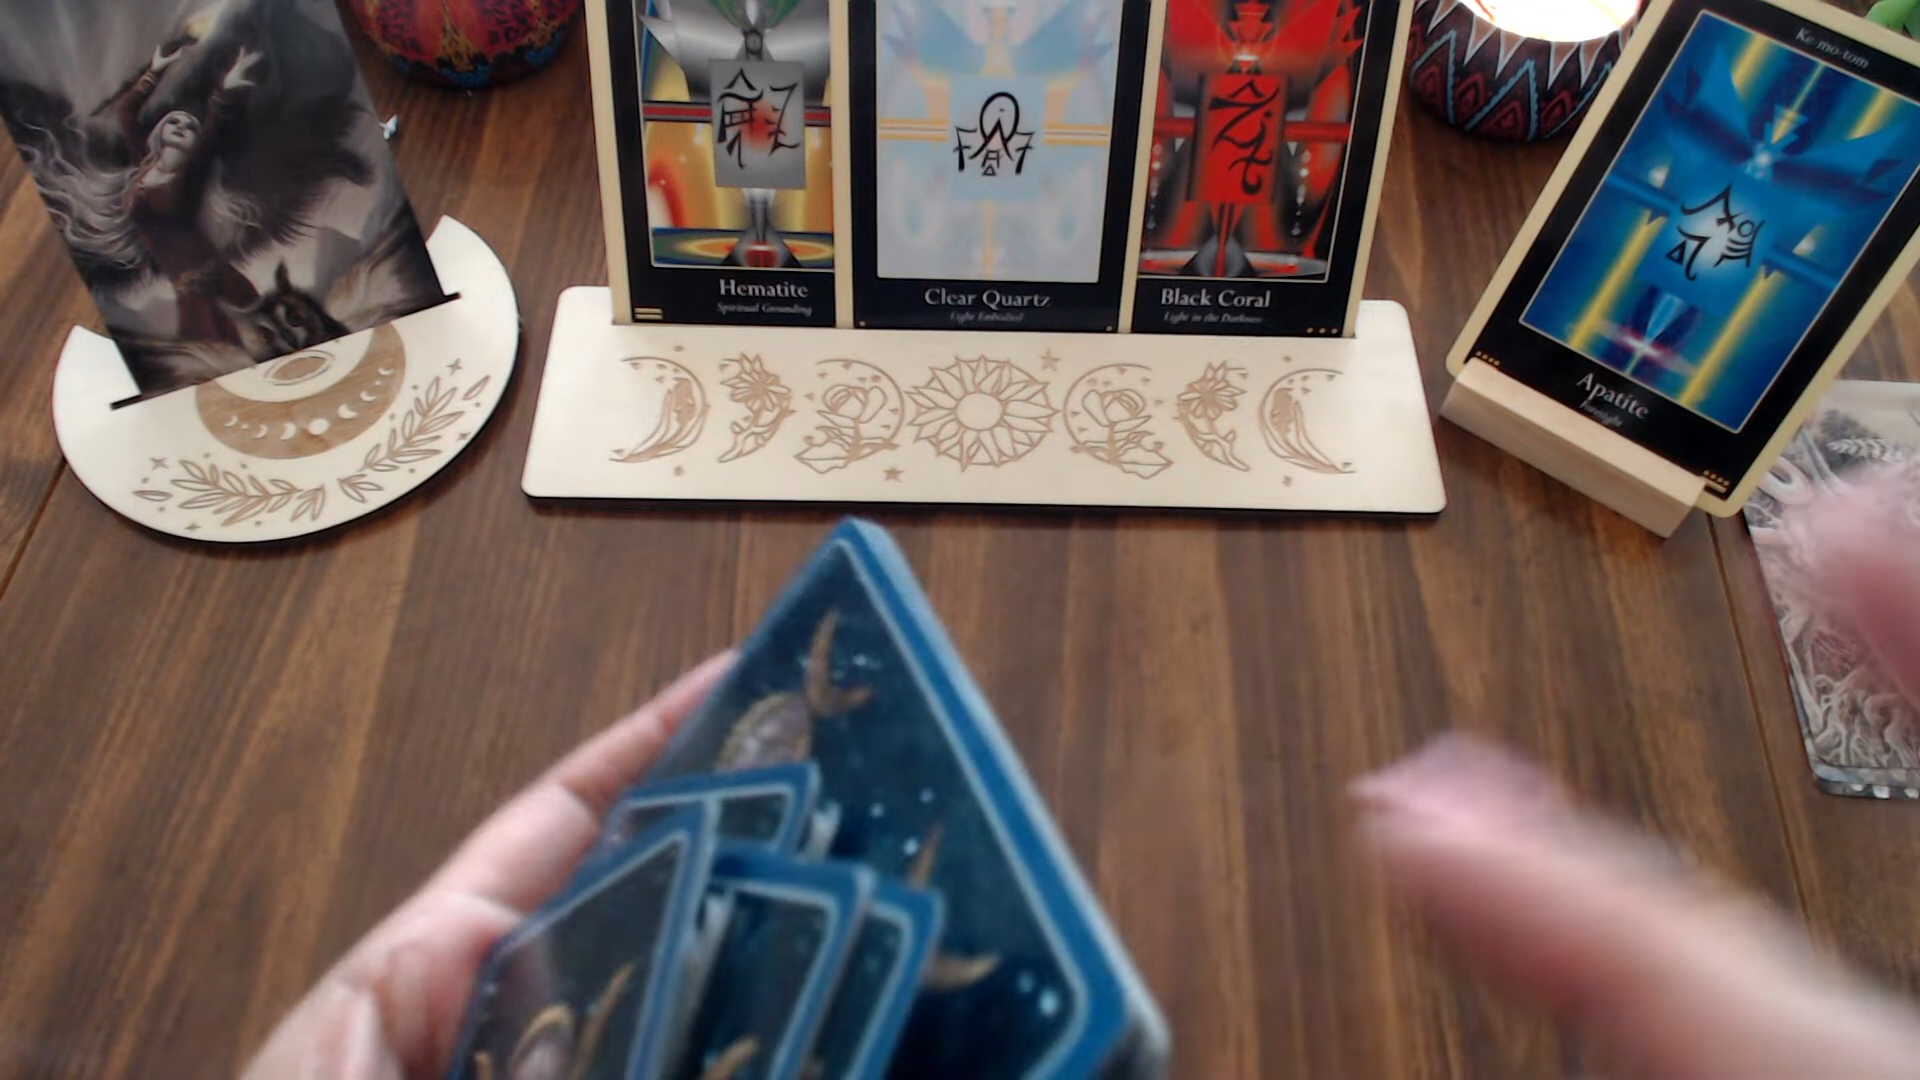 Hematite
Spiritual Grounding
Clear Quartz
Light Embodied
Black Coral
Light in the Darkness
Ke-mo-tom
Apatite
Foresight